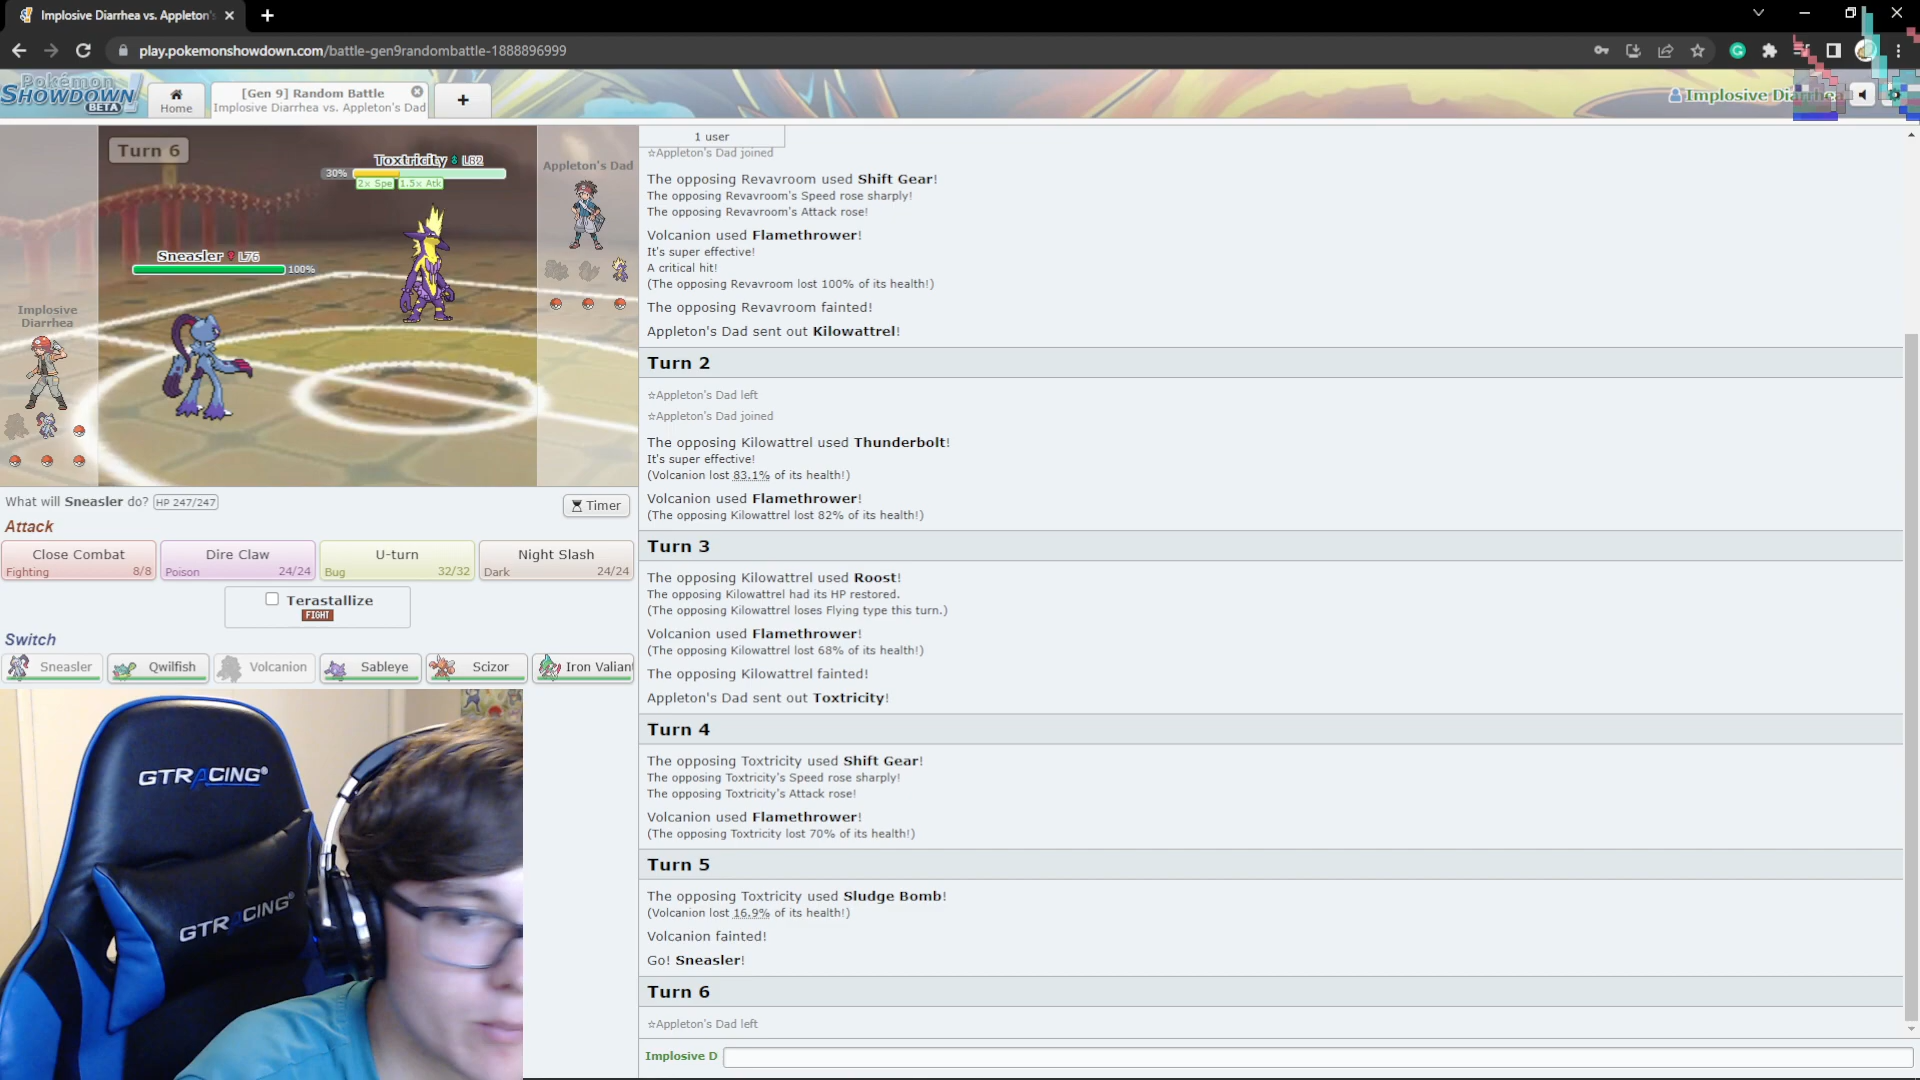 Implosive Diarrhea vs. Appleton's
play.pokemonshowdown.com/battle-gen9randombattle-1888896999
Pokémon
SHOWDOWN
BETA
Home
[Gen 9] Random Battle
Implosive Diarrhea vs. Appleton's Dad
+
Implosive Diarrhea
Turn 6
Toxtricity L82
30%
2x Spe 1.5x Atk
Sneasler L76
100%
Appleton's Dad
Implosive
Diarrhea
What will Sneasler do? HP 247/247
Timer
Attack
Close Combat
Fighting 8/8
Dire Claw
Poison 24/24
U-turn
Bug 32/32
Night Slash
Dark 24/24
Terastallize
FIGHT
Switch
Sneasler
Qwilfish
Volcanion
Sableye
Scizor
Iron Valiant
GTRACING®
GTRACING®
1 user
☆Appleton's Dad joined
The opposing Revavroom used Shift Gear!
The opposing Revavroom's Speed rose sharply!
The opposing Revavroom's Attack rose!
Volcanion used Flamethrower!
It's super effective!
A critical hit!
(The opposing Revavroom lost 100% of its health!)
The opposing Revavroom fainted!
Appleton's Dad sent out Kilowattrel!
Turn 2
☆Appleton's Dad left
☆Appleton's Dad joined
The opposing Kilowattrel used Thunderbolt!
It's super effective!
(Volcanion lost 83.1% of its health!)
Volcanion used Flamethrower!
(The opposing Kilowattrel lost 82% of its health!)
Turn 3
The opposing Kilowattrel used Roost!
The opposing Kilowattrel had its HP restored.
(The opposing Kilowattrel loses Flying type this turn.)
Volcanion used Flamethrower!
(The opposing Kilowattrel lost 68% of its health!)
The opposing Kilowattrel fainted!
Appleton's Dad sent out Toxtricity!
Turn 4
The opposing Toxtricity used Shift Gear!
The opposing Toxtricity's Speed rose sharply!
The opposing Toxtricity's Attack rose!
Volcanion used Flamethrower!
(The opposing Toxtricity lost 70% of its health!)
Turn 5
The opposing Toxtricity used Sludge Bomb!
(Volcanion lost 16.9% of its health!)
Volcanion fainted!
Go! Sneasler!
Turn 6
☆Appleton's Dad left
Implosive D